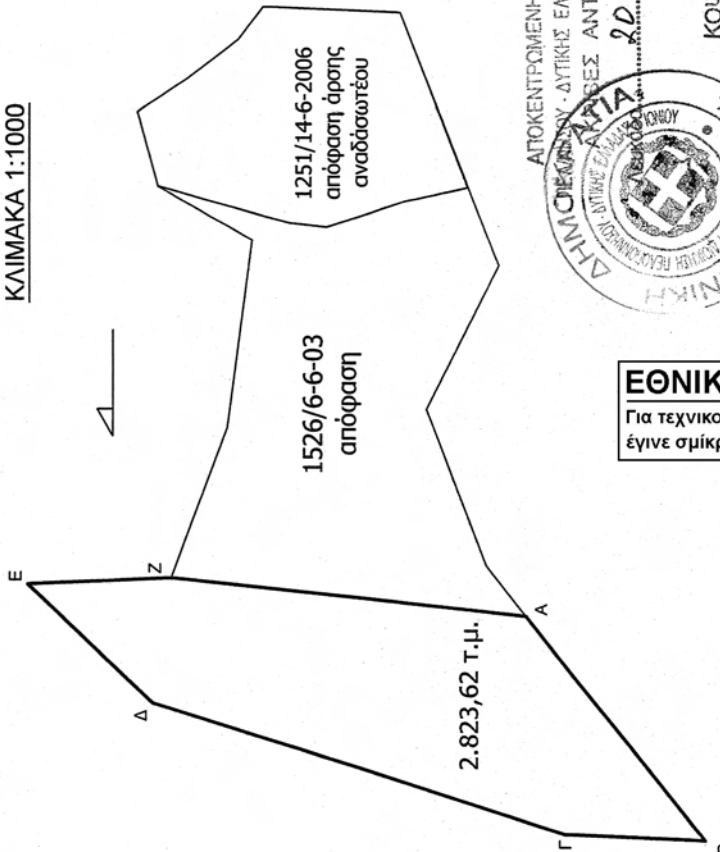 ΚΛΙΜΑΚΑ 1:1000
1251/14-6-2006
απόφαση άρσης
αναδάσωτέου
1526/6-6-03
απόφαση
Ε
Ζ
Δ
Α
2.823,62 τ.μ.
Γ
ΑΠΟΚΕΝΤΡΩΜΕΝΗ
ΔΥΤΙΚΗΣ ΕΛ
20
ΕΘΝΙΚ
Για τεχνικο
έγινε σμίκρ